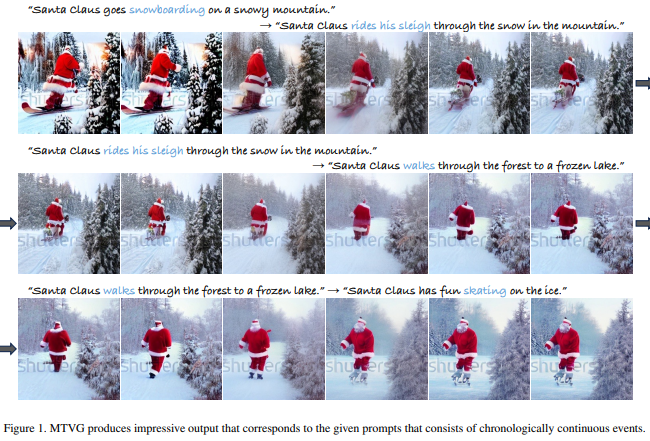 “Santa Claus goes snowboarding on a snowy mountain.”
→ “Santa Claus rides his sleigh through the snow in the mountain.”
“Santa Claus rides his sleigh through the snow in the mountain.”
→ “Santa Claus walks through the forest to a frozen lake.”
“Santa Claus walks through the forest to a frozen lake.” → “Santa Claus has fun skating on the ice.”
Figure 1. MTVG produces impressive output that corresponds to the given prompts that consists of chronologically continuous events.